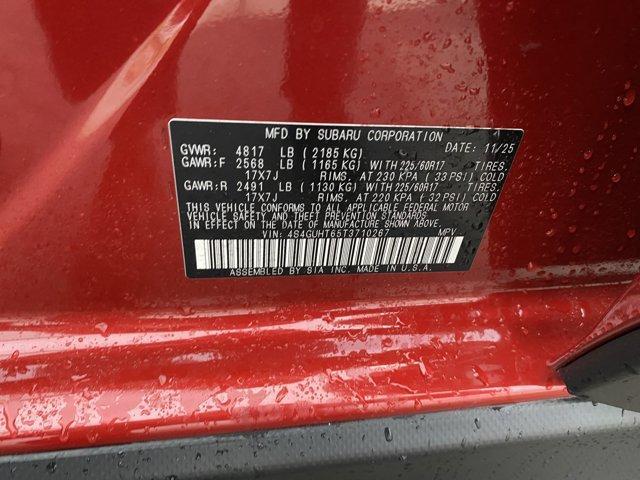 MFD BY SUBARU CORPORATION DATE: 11/25
GVWR: 4817 LB (2185 KG)
GAWR:F 2568 LB (1165 KG) WITH 225/60R17 TIRES,
17X7J RIMS, AT 230 KPA (33 PSI) COLD
GAWR:R 2491 LB (1130 KG) WITH 225/60R17 TIRES,
17X7J RIMS, AT 220 KPA (32 PSI) COLD
THIS VEHICLE CONFORMS TO ALL APPLICABLE FEDERAL MOTOR
VEHICLE SAFETY AND THEFT PREVENTION STANDARDS
IN EFFECT ON THE DATE OF MANUFACTURE SHOWN ABOVE.
VIN: 4S4GUHT65T3710267 MPV
ASSEMBLED BY SIA INC. MADE IN U.S.A.